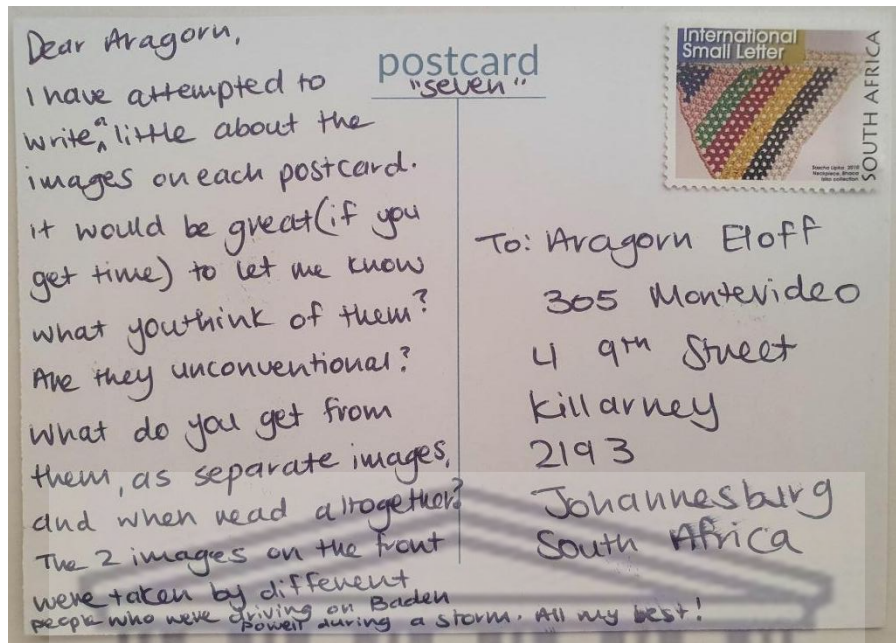 Dear Aragorn,
I have attempted to
write a little about the
images on each postcard.
it would be great (if you
get time) to let me know
what you think of them?
Are they unconventional?
What do you get from
them, as separate images,
and when read altogether?
The 2 images on the front
were taken by different
people who were driving on Baden
Powell during a storm. All my best!
postcard
"seven"
International
Small Letter
SOUTH AFRICA
To: Aragorn Eloff
305 Montevideo
4 9th Street
Killarney
2193
Johannesburg
South Africa